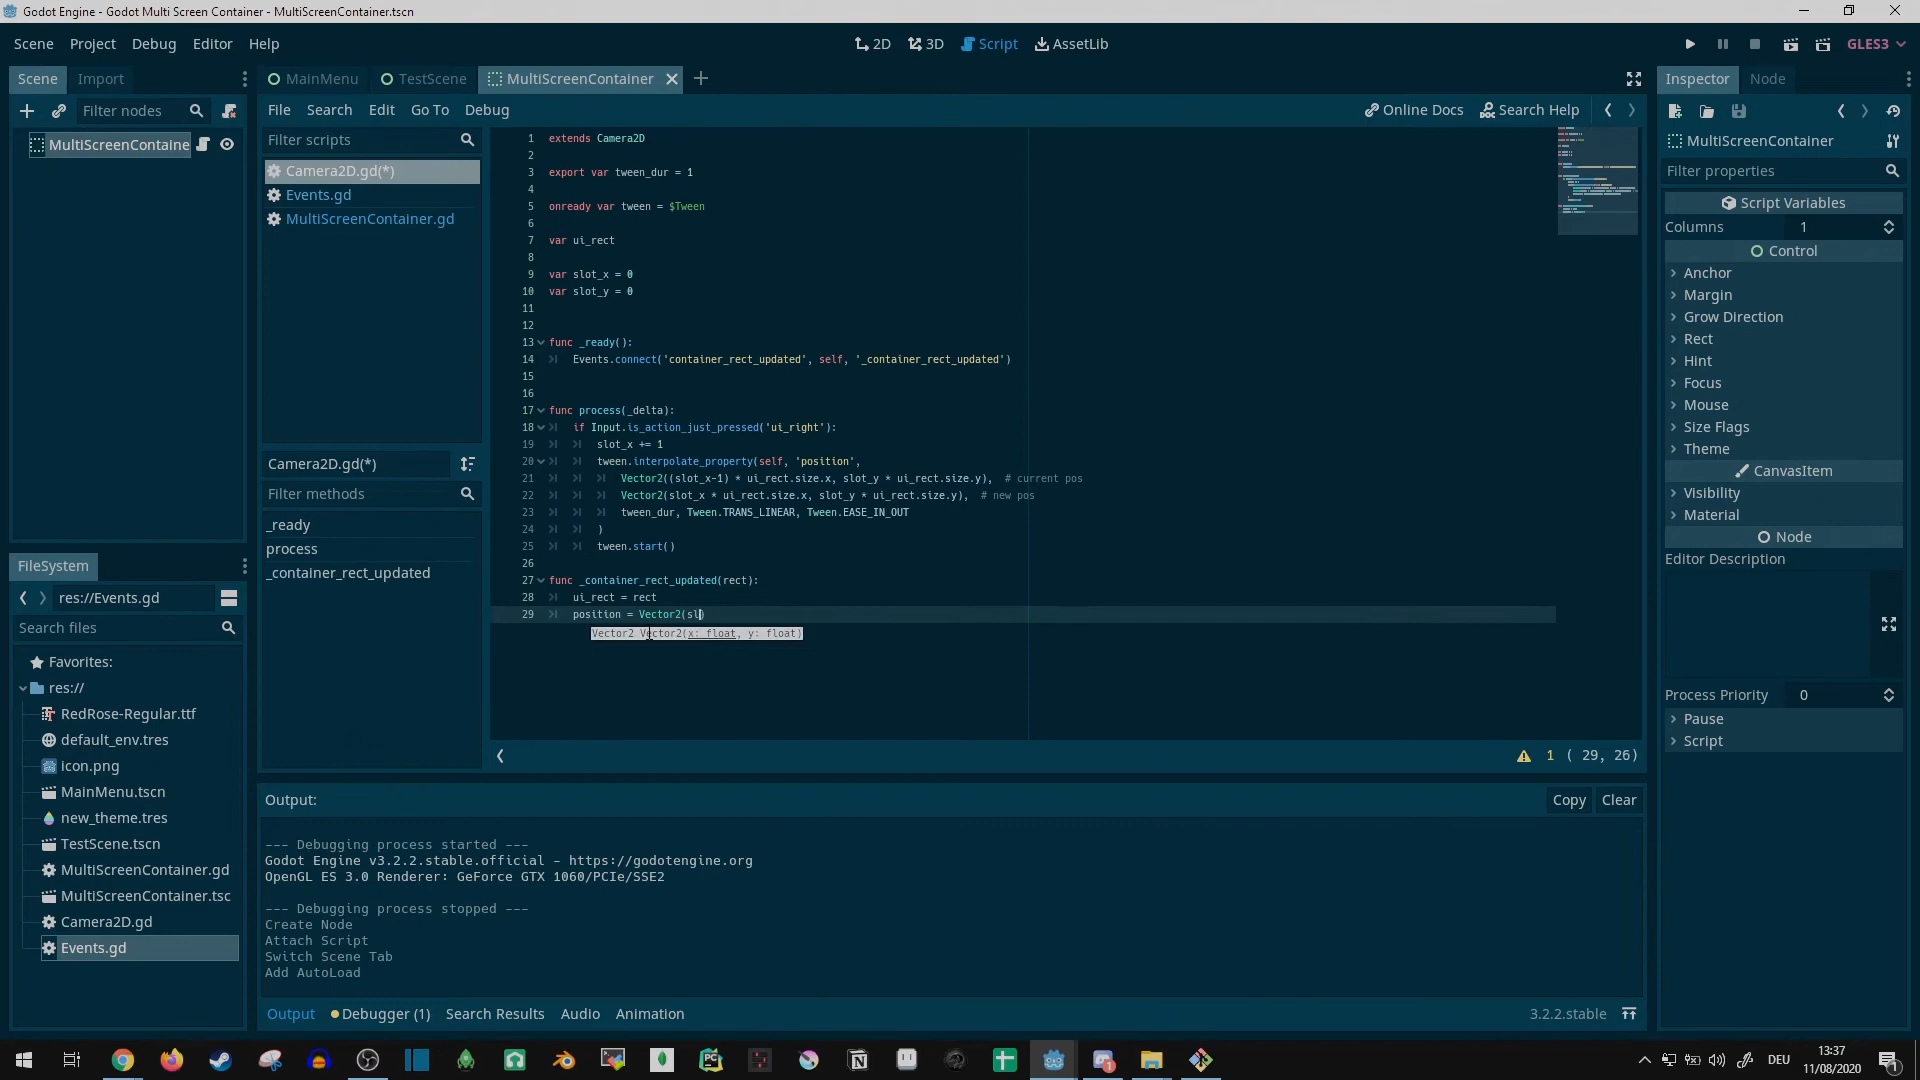 Godot Engine - Godot Multi Screen Container - MultiScreenContainer.tscn
Scene Project Debug Editor Help
2D 3D Script AssetLib
GLES3
Scene Import
MainMenu TestScene MultiScreenContainer
Inspector Node
Filter nodes
File Search Edit Go To Debug
Online Docs Search Help
MultiScreenContaine
Filter scripts
Camera2D.gd(*)
Events.gd
MultiScreenContainer.gd
Camera2D.gd(*)
Filter methods
_ready
process
_container_rect_updated
1 extends Camera2D
2
3 export var tween_dur = 1
4
5 onready var tween = $Tween
6
7 var ui_rect
8
9 var slot_x = 0
10 var slot_y = 0
11
12
13 func _ready():
14 Events.connect('container_rect_updated', self, '_container_rect_updated')
15
16
17 func process(_delta):
18 if Input.is_action_just_pressed('ui_right'):
19 slot_x += 1
20 tween.interpolate_property(self, 'position',
21 Vector2((slot_x-1) * ui_rect.size.x, slot_y * ui_rect.size.y), # current pos
22 Vector2(slot_x * ui_rect.size.x, slot_y * ui_rect.size.y), # new pos
23 tween_dur, Tween.TRANS_LINEAR, Tween.EASE_IN_OUT
24 )
25 tween.start()
26
27 func _container_rect_updated(rect):
28 ui_rect = rect
29 position = Vector2(sl)
Vector2 Vector2(x: float, y: float)
1 ( 29, 26)
MultiScreenContainer
Filter properties
Script Variables
Columns 1
Control
Anchor
Margin
Grow Direction
Rect
Hint
Focus
Mouse
Size Flags
Theme
CanvasItem
Visibility
Material
Node
Editor Description
Process Priority 0
Pause
Script
FileSystem
res://Events.gd
Search files
Favorites:
res://
RedRose-Regular.ttf
default_env.tres
icon.png
MainMenu.tscn
new_theme.tres
TestScene.tscn
MultiScreenContainer.gd
MultiScreenContainer.tsc
Camera2D.gd
Events.gd
Output:
Copy Clear
--- Debugging process started ---
Godot Engine v3.2.2.stable.official - https://godotengine.org
OpenGL ES 3.0 Renderer: GeForce GTX 1060/PCIe/SSE2
--- Debugging process stopped ---
Create Node
Attach Script
Switch Scene Tab
Add AutoLoad
Output Debugger (1) Search Results Audio Animation
3.2.2.stable
DEU
13:37
11/08/2020